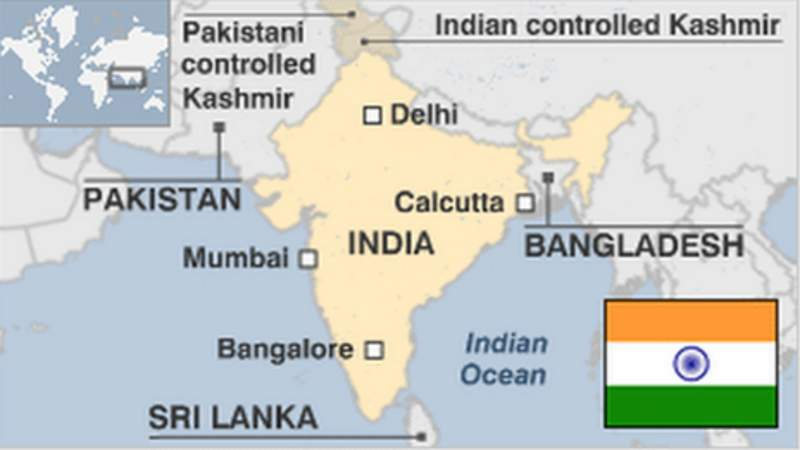 Pakistani
controlled
Kashmir
Indian controlled Kashmir
Delhi
PAKISTAN
Calcutta
INDIA
BANGLADESH
Mumbai
Bangalore
Indian
Ocean
SRI LANKA